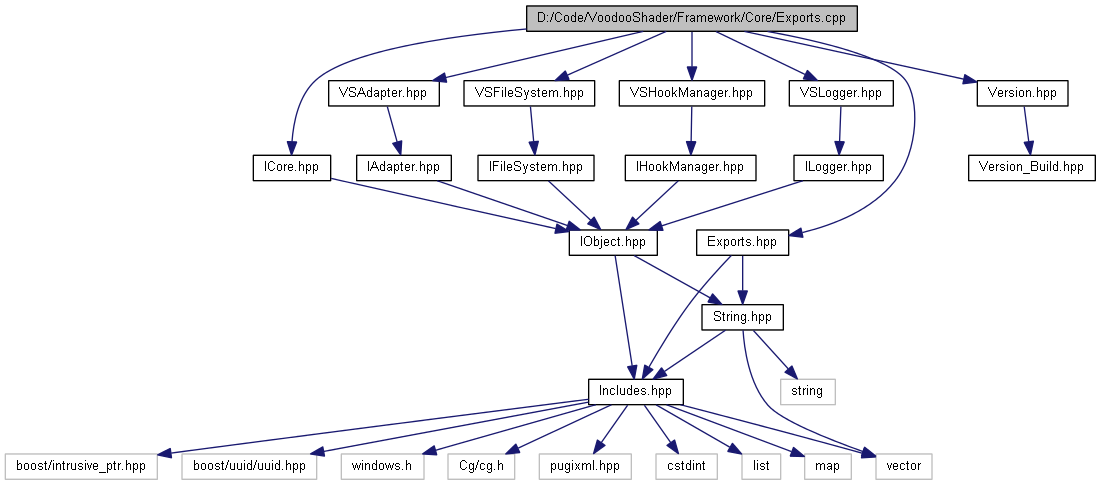 D:/Code/VoodooShader/Framework/Core/Exports.cpp
VSAdapter.hpp
VSFileSystem.hpp
VSHookManager.hpp
VSLogger.hpp
Version.hpp
ICore.hpp
IAdapter.hpp
IFileSystem.hpp
IHookManager.hpp
ILogger.hpp
Version_Build.hpp
IObject.hpp
Exports.hpp
String.hpp
Includes.hpp
string
boost/intrusive_ptr.hpp
boost/uuid/uuid.hpp
windows.h
Cg/cg.h
pugixml.hpp
cstdint
list
map
vector